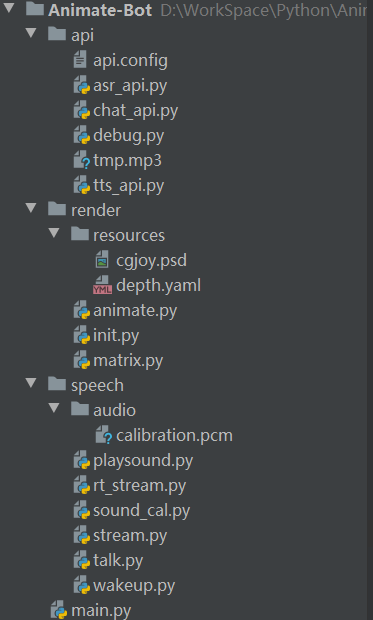 Animate-Bot D:\WorkSpace\Python\Ani
api
api.config
asr_api.py
chat_api.py
debug.py
tmp.mp3
tts_api.py
render
resources
cgjoy.psd
YML depth.yaml
animate.py
init.py
matrix.py
speech
audio
calibration.pcm
playsound.py
rt_stream.py
sound_cal.py
stream.py
talk.py
wakeup.py
main.py